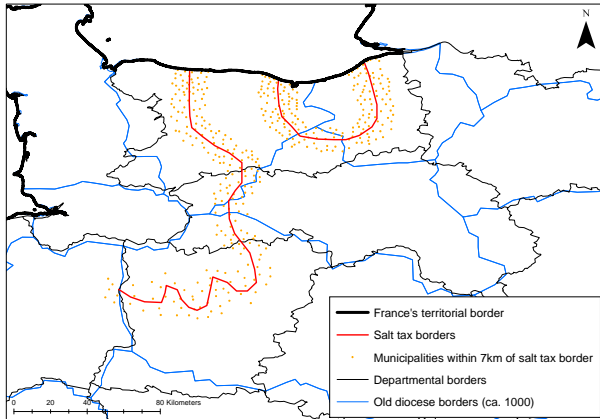 N
France's territorial border
Salt tax borders
Municipalities within 7km of salt tax border
Departmental borders
Old diocese borders (ca. 1000)
0 20 40 80 Kilometers